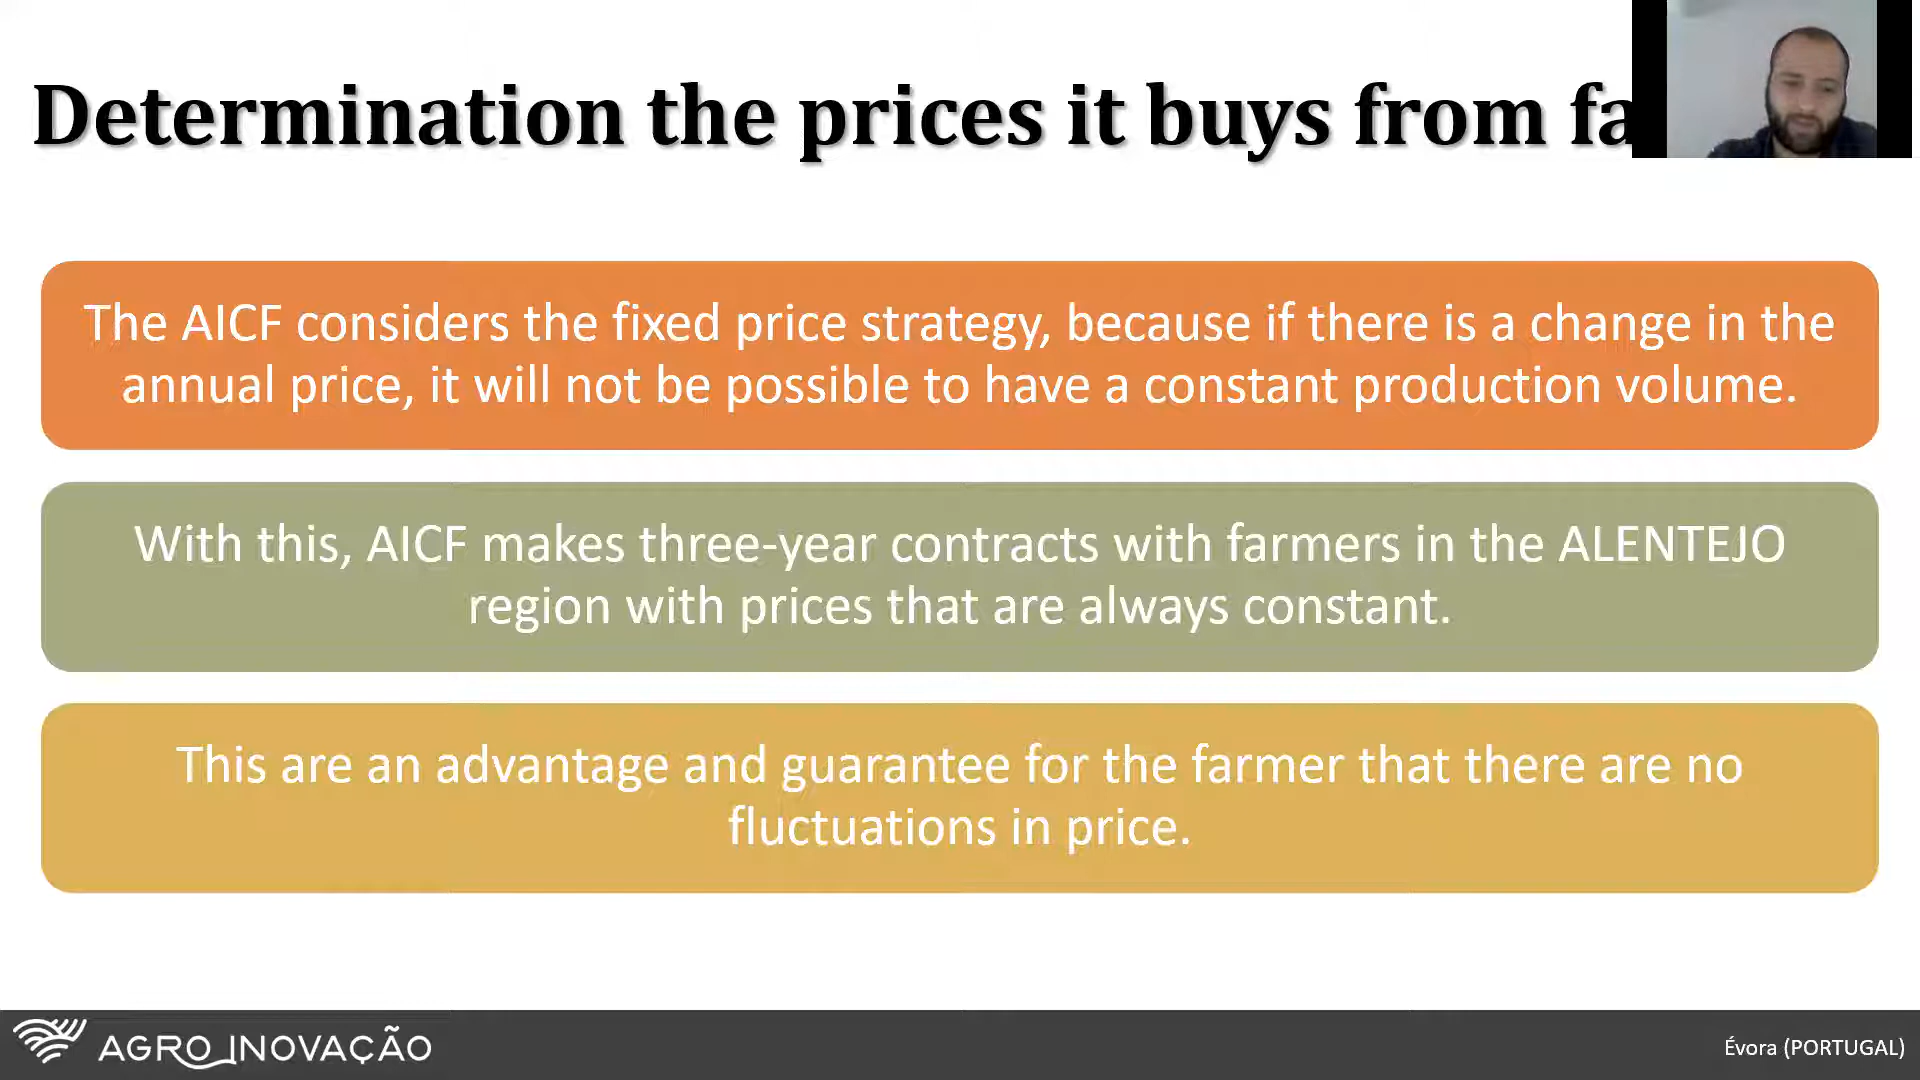 Determination the prices it buys from
The AICF considers the fixed price strategy, because if there is a change in the
annual price, it will not be possible to have a constant production volume.
With this, AICF makes three-year contracts with farmers in the ALENTEJO
region with prices that are always constant.
This are an advantage and guarantee for the farmer that there are no
fluctuations in price.
AGRO_INOVAÇÃO
Évora (PORTUGAL)